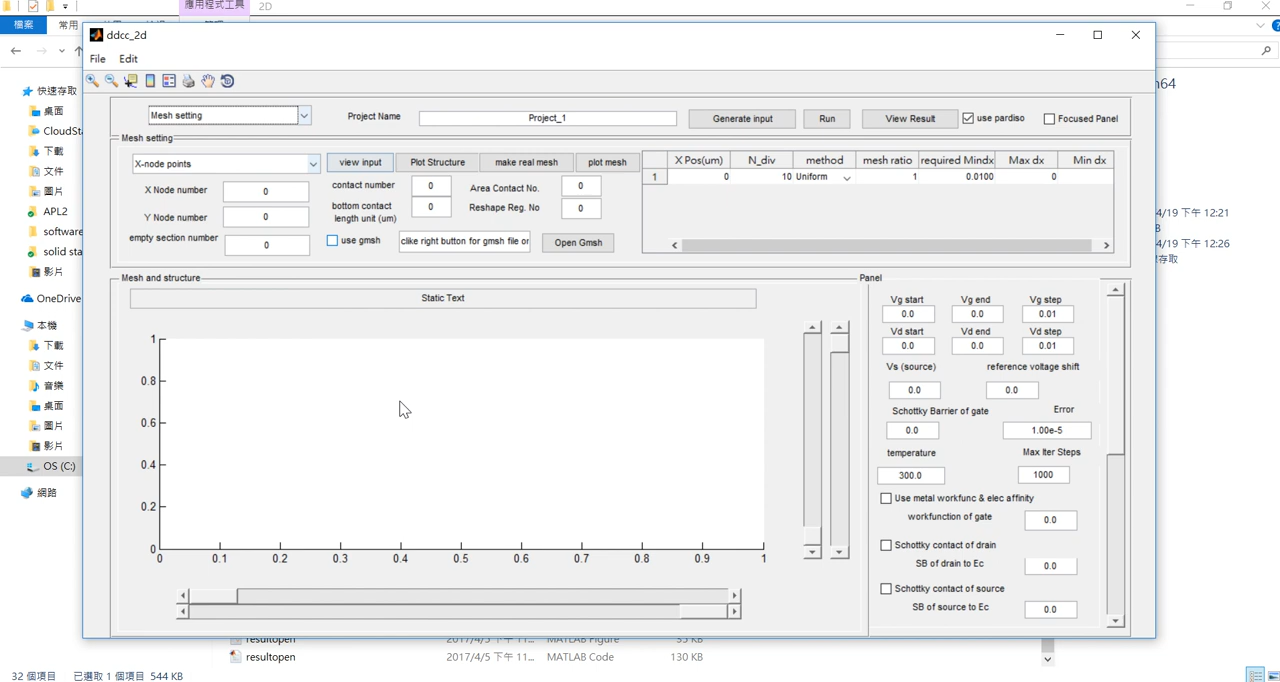 應用程式工具 2D
檔案 常用
ddcc_2d
File Edit
Mesh setting Project Name Project_1 Generate input Run View Result use pardiso Focused Panel
Mesh setting
X-node points view input Plot Structure make real mesh plot mesh
X Node number 0 contact number 0 Area Contact No. 0
Y Node number 0 bottom contact length unit (um) 0 Reshape Reg. No 0
empty section number 0 use gmsh clike right button for gmsh file or Open Gmsh
X Pos(um) N_div method mesh ratio required Mindx Max dx Min dx
1 0 10 Uniform 1 0.0100 0
Mesh and structure
Static Text
1
0.8
0.6
0.4
0.2
0
0 0.1 0.2 0.3 0.4 0.5 0.6 0.7 0.8 0.9 1
Panel
Vg start Vg end Vg step
0.0 0.0 0.01
Vd start Vd end Vd step
0.0 0.0 0.01
Vs (source) reference voltage shift
0.0 0.0
Schottky Barrier of gate Error
0.0 1.00e-5
temperature Max Iter Steps
300.0 1000
Use metal workfunc & elec affinity
workfunction of gate 0.0
Schottky contact of drain
SB of drain to Ec 0.0
Schottky contact of source
SB of source to Ec 0.0
快速存取
桌面
CloudSta
下載
文件
圖片
APL2
software
solid sta
影片
OneDrive
本機
下載
文件
音樂
桌面
圖片
影片
OS (C:)
網路
64
4/19 下午 12:21
B
4/19 下午 12:26
存取
resultopen 2017/4/5 下午 11... MATLAB Figure 35 KB
resultopen 2017/4/5 下午 11... MATLAB Code 130 KB
32 個項目 已選取 1 個項目 544 KB